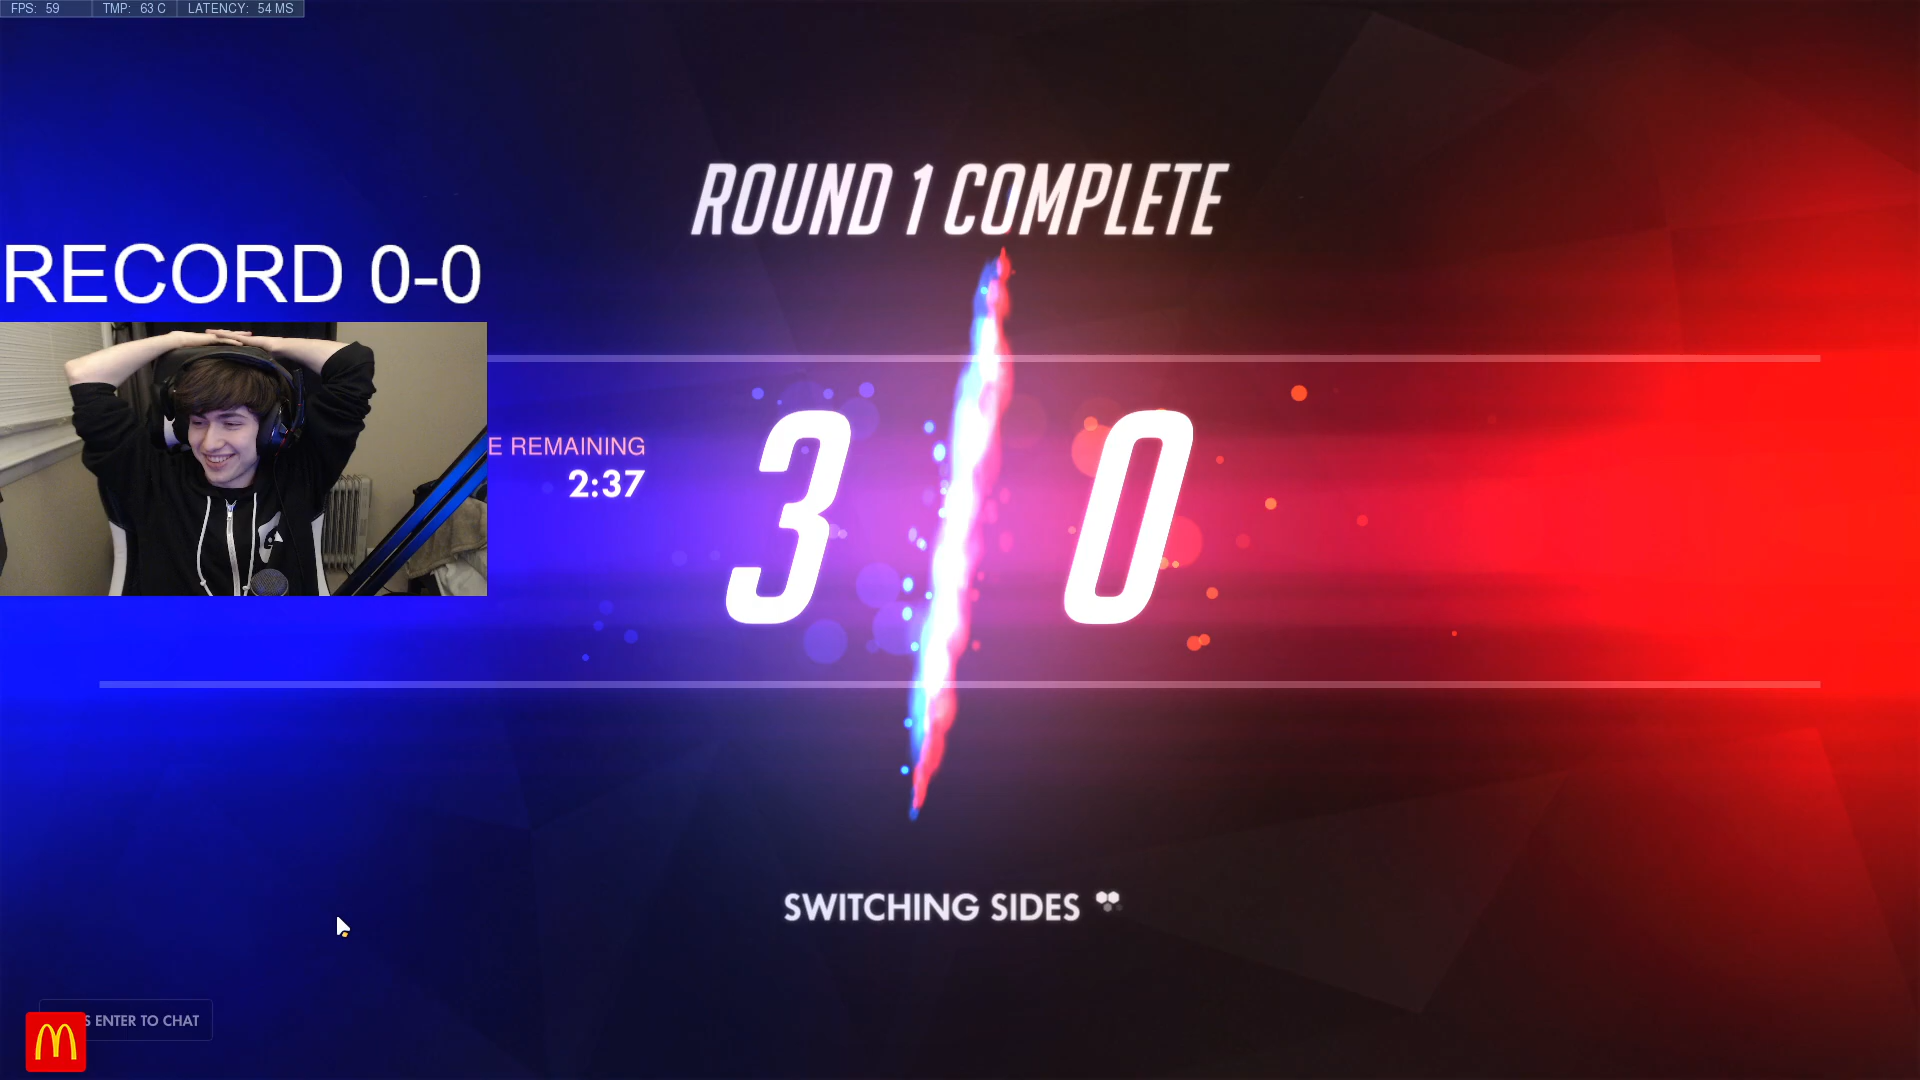 FPS: 59 TMP: 63 C LATENCY: 54 MS
ROUND 1 COMPLETE
RECORD 0-0
E REMAINING
2:37
3 0
SWITCHING SIDES
S ENTER TO CHAT